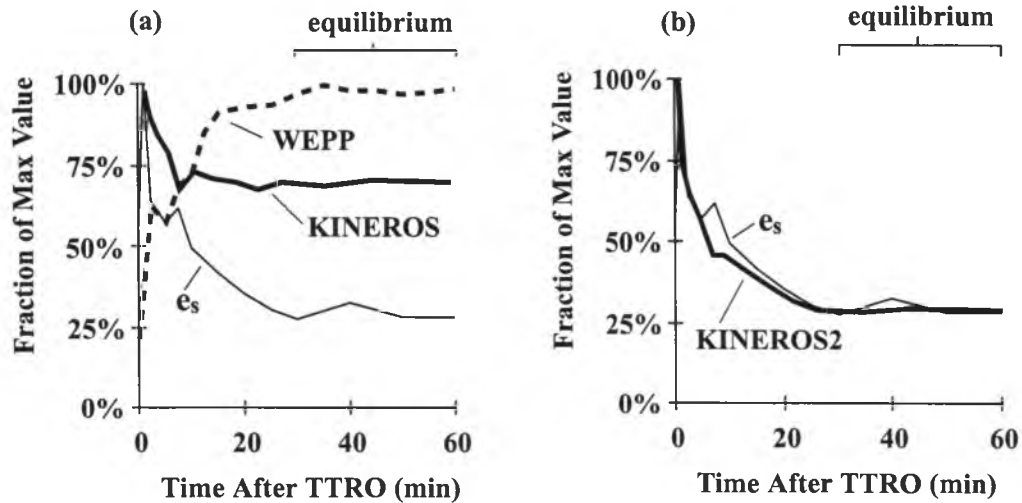 (a)
equilibrium
Fraction of Max Value
100%
75%
50%
25%
0%
WEPP
KINEROS
es
0
20
40
60
Time After TTRO (min)
(b)
equilibrium
Fraction of Max Value
100%
75%
50%
25%
0%
es
KINEROS2
0
20
40
60
Time After TTRO (min)